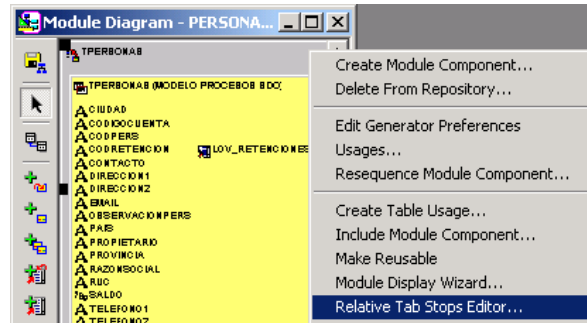 Module Diagram - PERSONA...
TPERSONAS
TPERSONAS (MODELO PROCESOS BDC)
CIUDAD
CODIGOCUENTA
CODPERS
CODRETENCION LOV_RETENCIONES
CONTACTO
DIRECCION1
DIRECCION2
EMAIL
OBSERVACIONPERS
PAIS
PROPIETARIO
PROVINCIA
RAZONSOCIAL
RUC
SALDO
TELEFONO1
TELEFONO2
Create Module Component...
Delete From Repository...
Edit Generator Preferences
Usages...
Resequence Module Component...
Create Table Usage...
Include Module Component...
Make Reusable
Module Display Wizard...
Relative Tab Stops Editor...